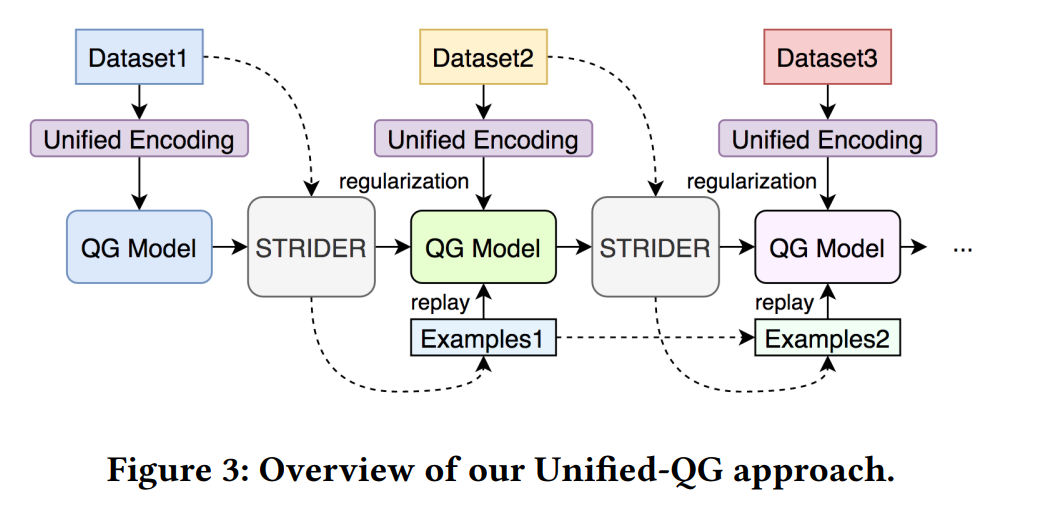 Dataset1
Dataset2
Dataset3
Unified Encoding
Unified Encoding
Unified Encoding
regularization
regularization
QG Model
STRIDER
QG Model
STRIDER
QG Model
...
replay
replay
Examples1
Examples2
Figure 3: Overview of our Unified-QG approach.